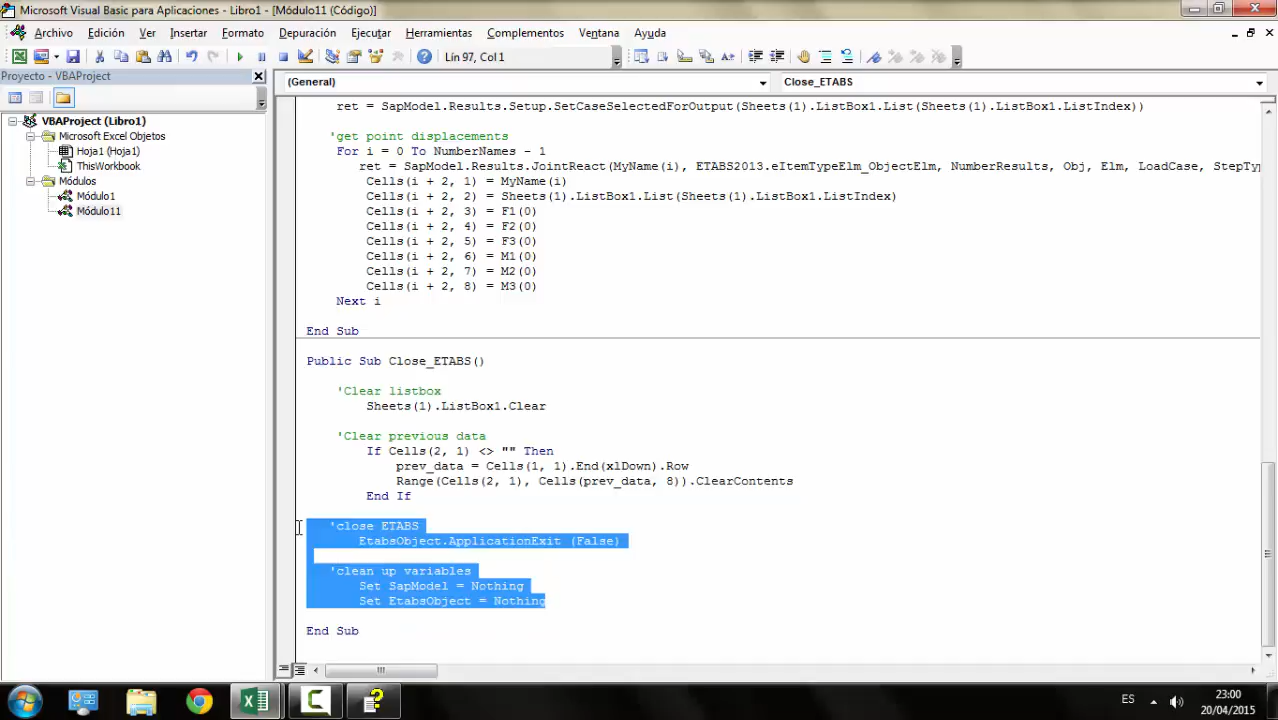 Microsoft Visual Basic para Aplicaciones - Libro1 - [Módulo11 (Código)]
Archivo Edición Ver Insertar Formato Depuración Ejecutar Herramientas Complementos Ventana Ayuda
Lín 97, Col 1
Proyecto - VBAProject
(General)
Close_ETABS
VBAProject (Libro1)
Microsoft Excel Objetos
Hoja1 (Hoja1)
ThisWorkbook
Módulos
Módulo1
Módulo11
ret = SapModel.Results.Setup.SetCaseSelectedForOutput(Sheets(1).ListBox1.List(Sheets(1).ListBox1.ListIndex))
'get point displacements
For i = 0 To NumberNames - 1
ret = SapModel.Results.JointReact(MyName(i), ETABS2013.eItemTypeElm_ObjectElm, NumberResults, Obj, Elm, LoadCase, StepTy
Cells(i + 2, 1) = MyName(i)
Cells(i + 2, 2) = Sheets(1).ListBox1.List(Sheets(1).ListBox1.ListIndex)
Cells(i + 2, 3) = F1(0)
Cells(i + 2, 4) = F2(0)
Cells(i + 2, 5) = F3(0)
Cells(i + 2, 6) = M1(0)
Cells(i + 2, 7) = M2(0)
Cells(i + 2, 8) = M3(0)
Next i
End Sub
Public Sub Close_ETABS()
'Clear listbox
Sheets(1).ListBox1.Clear
'Clear previous data
If Cells(2, 1) <> "" Then
prev_data = Cells(1, 1).End(xlDown).Row
Range(Cells(2, 1), Cells(prev_data, 8)).ClearContents
End If
'close ETABS
EtabsObject.ApplicationExit (False)
'clean up variables
Set SapModel = Nothing
Set EtabsObject = Nothing
End Sub
ES
23:00
20/04/2015